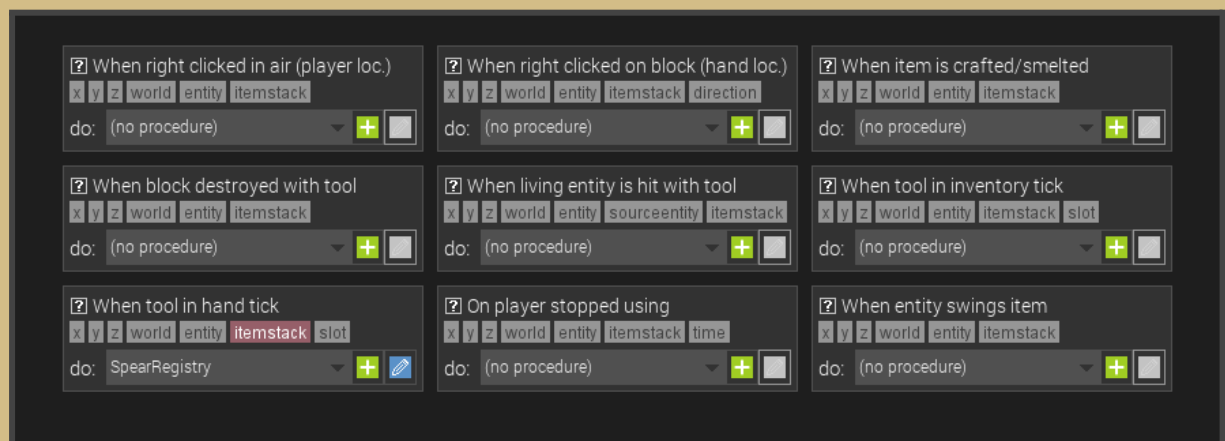 ? When right clicked in air (player loc.)
x y z world entity itemstack
do: (no procedure)
? When right clicked on block (hand loc.)
x y z world entity itemstack direction
do: (no procedure)
? When item is crafted/smelted
x y z world entity itemstack
do: (no procedure)
? When block destroyed with tool
x y z world entity itemstack
do: (no procedure)
? When living entity is hit with tool
x y z world entity sourceentity itemstack
do: (no procedure)
? When tool in inventory tick
x y z world entity itemstack slot
do: (no procedure)
? When tool in hand tick
x y z world entity itemstack slot
do: SpearRegistry
? On player stopped using
x y z world entity itemstack time
do: (no procedure)
? When entity swings item
x y z world entity itemstack
do: (no procedure)